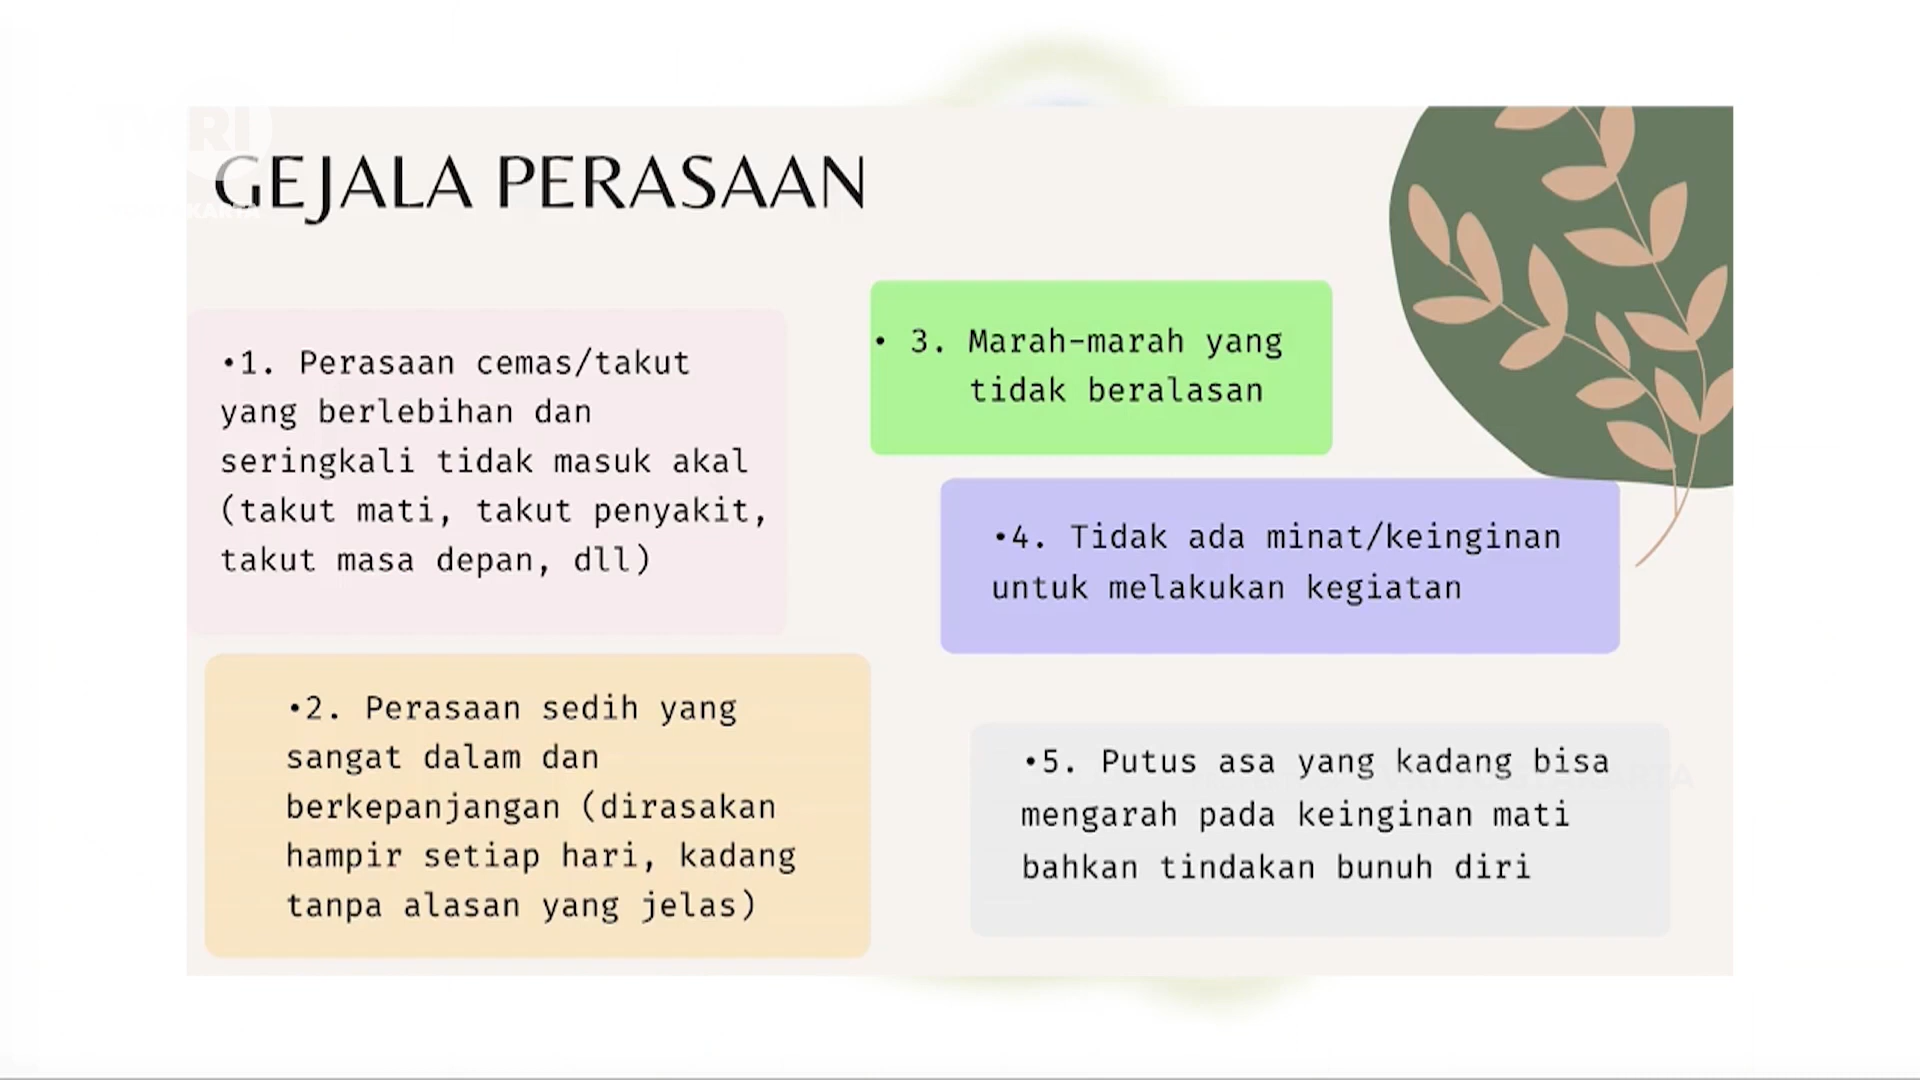 TVRI
GEJALA PERASAAN
•1. Perasaan cemas/takut
yang berlebihan dan
seringkali tidak masuk akal
(takut mati, takut penyakit,
takut masa depan, dll)
•2. Perasaan sedih yang
sangat dalam dan
berkepanjangan (dirasakan
hampir setiap hari, kadang
tanpa alasan yang jelas)
• 3. Marah-marah yang
tidak beralasan
•4. Tidak ada minat/keinginan
untuk melakukan kegiatan
•5. Putus asa yang kadang bisa
mengarah pada keinginan mati
bahkan tindakan bunuh diri